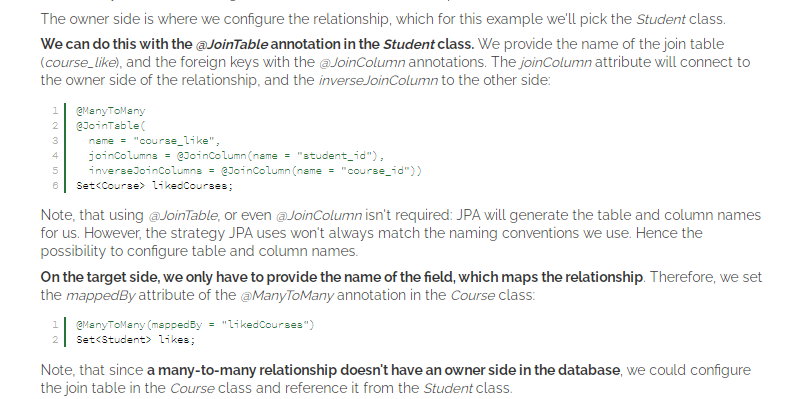 The owner side is where we configure the relationship, which for this example we'll pick the Student class.
We can do this with the @JoinTable annotation in the Student class. We provide the name of the join table
(course_like), and the foreign keys with the @JoinColumn annotations. The joinColumn attribute will connect to
the owner side of the relationship, and the inverseJoinColumn to the other side:
1 @ManyToMany
2 @JoinTable(
3 name = "course_like",
4 joinColumns = @JoinColumn(name = "student_id"),
5 inverseJoinColumns = @JoinColumn(name = "course_id"))
6 Set<Course> likedCourses;
Note, that using @JoinTable, or even @JoinColumn isn't required: JPA will generate the table and column names
for us. However, the strategy JPA uses won't always match the naming conventions we use. Hence the
possibility to configure table and column names.
On the target side, we only have to provide the name of the field, which maps the relationship. Therefore, we set
the mappedBy attribute of the @ManyToMany annotation in the Course class:
1 @ManyToMany(mappedBy = "likedCourses")
2 Set<Student> likes;
Note, that since a many-to-many relationship doesn't have an owner side in the database, we could configure
the join table in the Course class and reference it from the Student class.